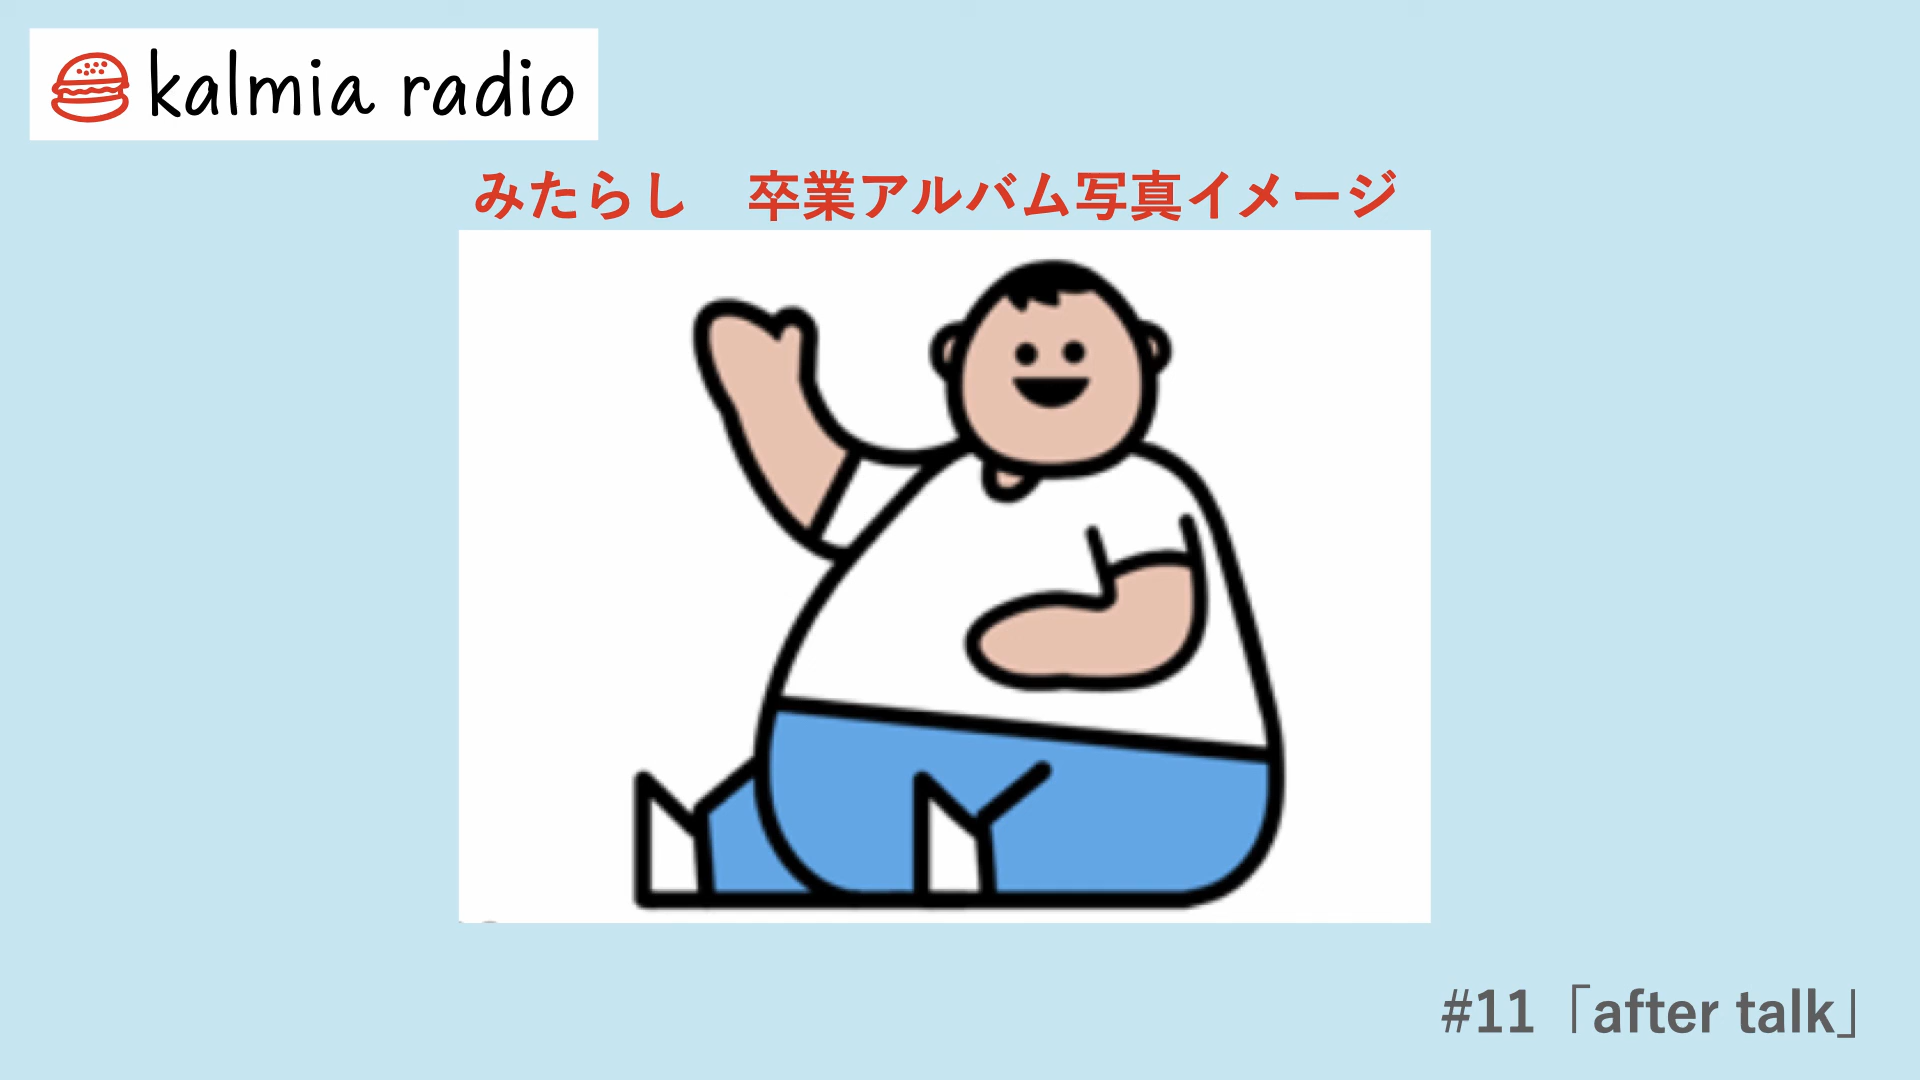 kalmia radio
みたらし　卒業アルバム写真イメージ
#11「after talk」